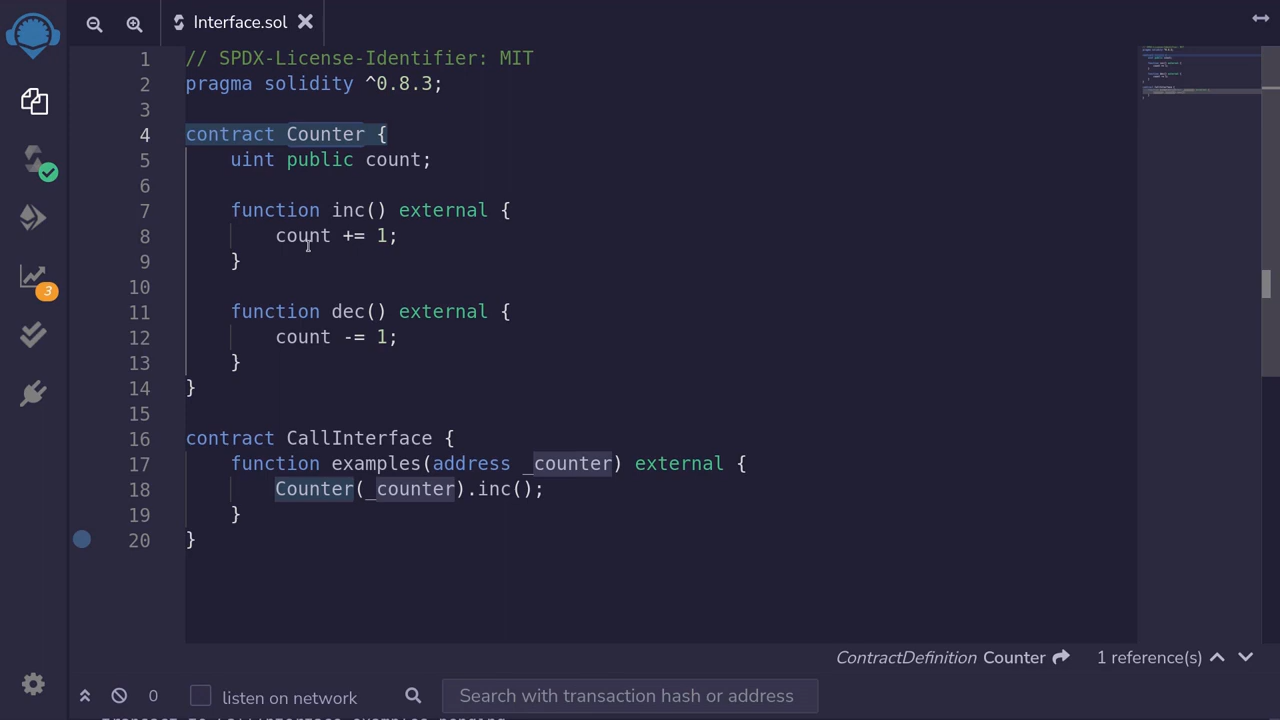 Interface.sol
1 // SPDX-License-Identifier: MIT
2 pragma solidity ^0.8.3;
3
4 contract Counter {
5 uint public count;
6
7 function inc() external {
8 count += 1;
9 }
10
11 function dec() external {
12 count -= 1;
13 }
14 }
15
16 contract CallInterface {
17 function examples(address _counter) external {
18 Counter(_counter).inc();
19 }
20 }
3
ContractDefinition Counter 1 reference(s)
0 listen on network Search with transaction hash or address